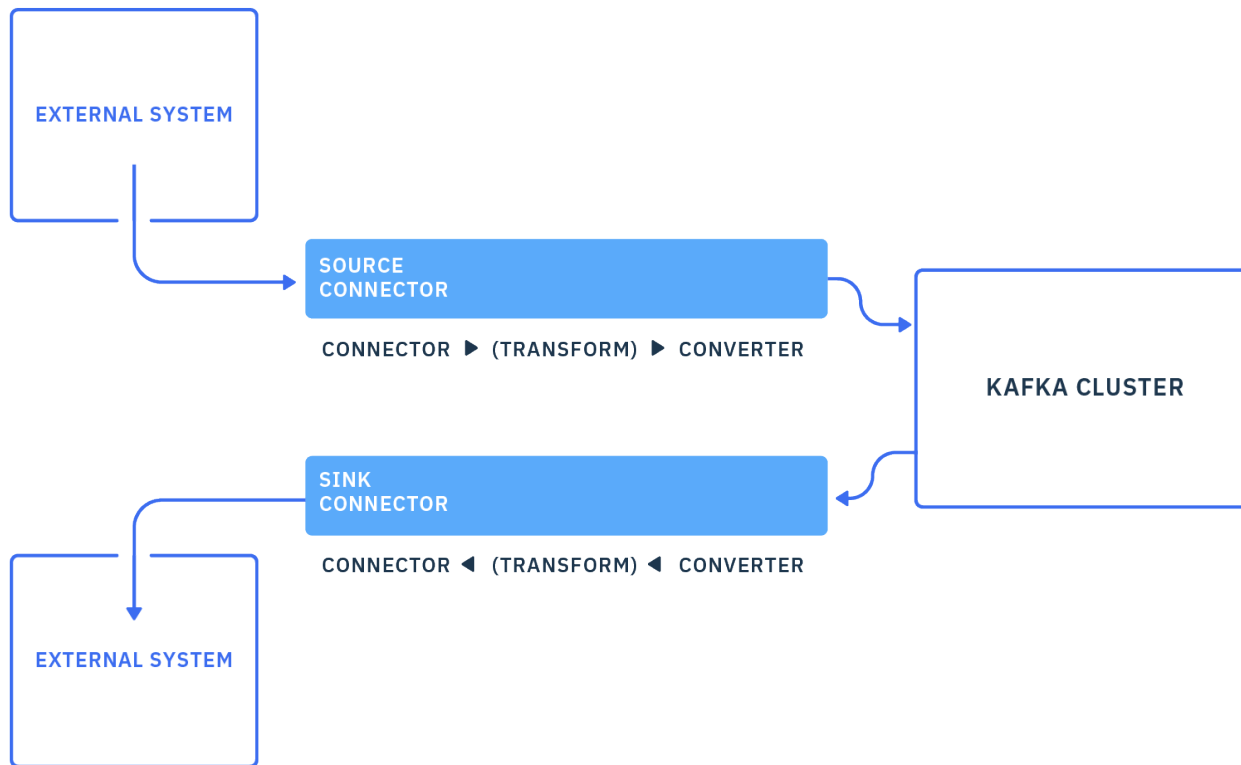 EXTERNAL SYSTEM
SOURCE
CONNECTOR
CONNECTOR ▶ (TRANSFORM) ▶ CONVERTER
KAFKA CLUSTER
SINK
CONNECTOR
CONNECTOR ◀ (TRANSFORM) ◀ CONVERTER
EXTERNAL SYSTEM